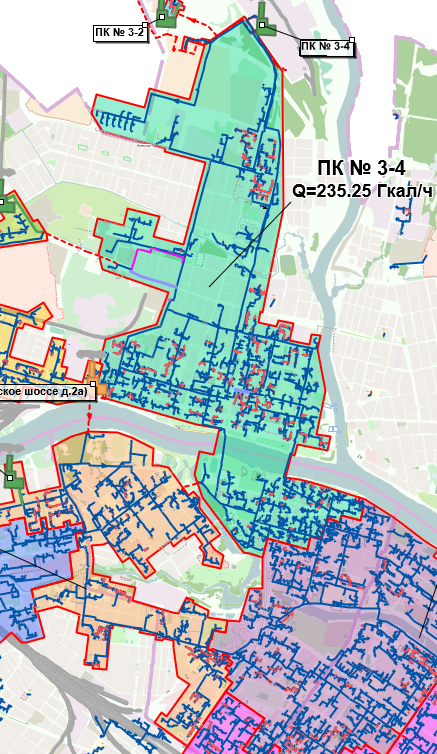 ПК № 3-2
ПК № 3-4
ПК № 3-4
Q=235.25 Гкал/ч
ское шоссе д.2а)